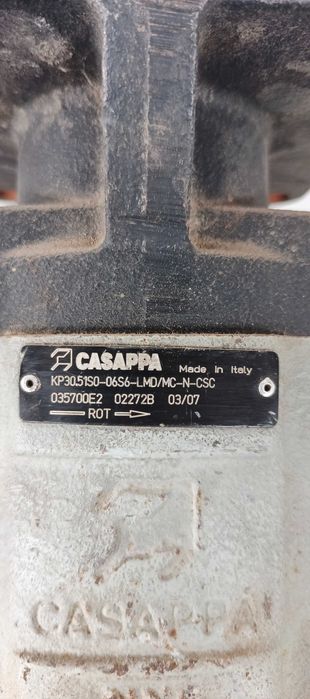 CASAPPA Made in Italy
KP30.51S0-06S6-LMD/MC-N-CSC
035700E2 02272B 03/07
ROT
CASAPPA